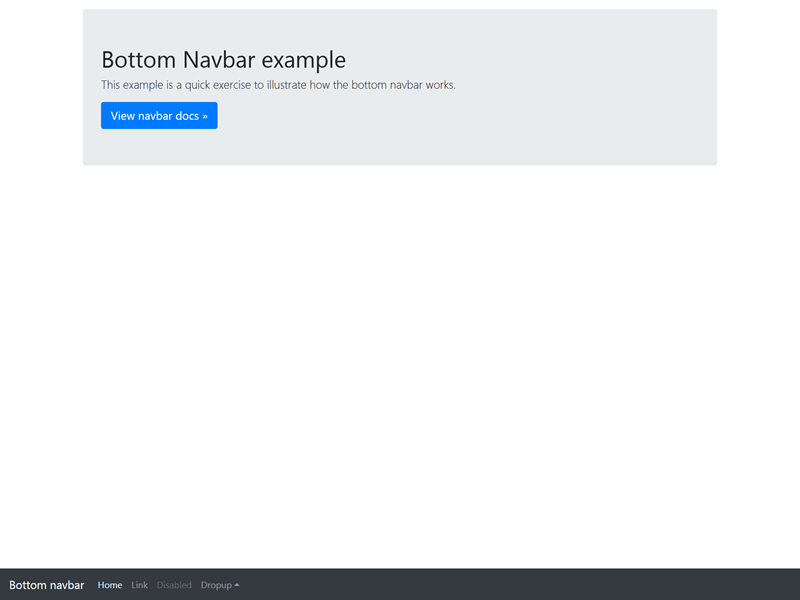 Bottom Navbar example
This example is a quick exercise to illustrate how the bottom navbar works.
View navbar docs »
Bottom navbar Home Link Disabled Dropup